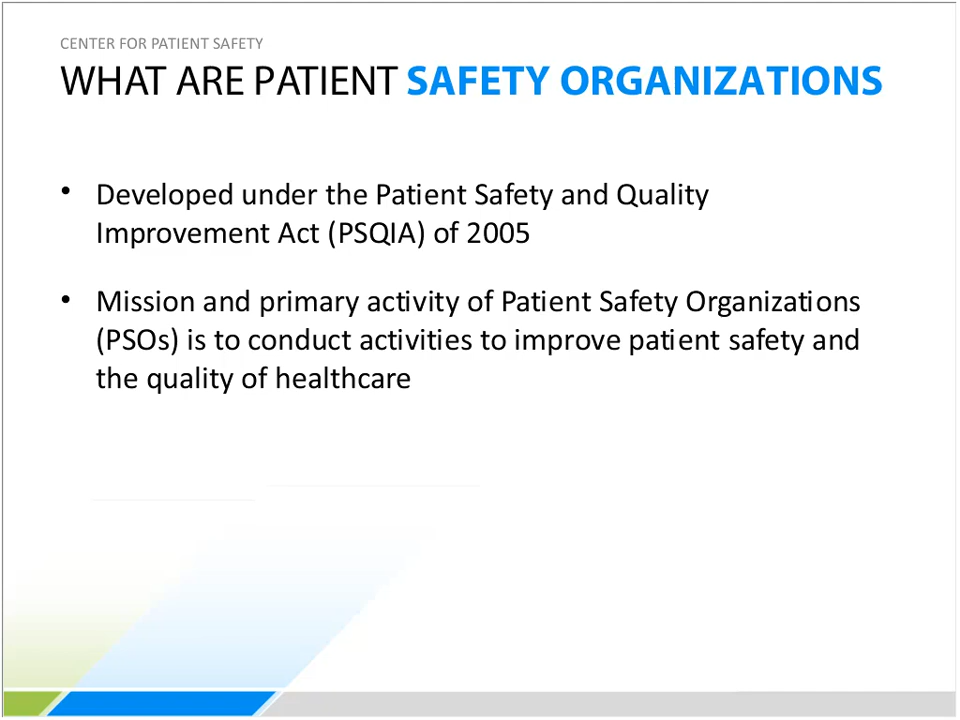 CENTER FOR PATIENT SAFETY
WHAT ARE PATIENT SAFETY ORGANIZATIONS
• Developed under the Patient Safety and Quality
Improvement Act (PSQIA) of 2005
• Mission and primary activity of Patient Safety Organizations
(PSOs) is to conduct activities to improve patient safety and
the quality of healthcare